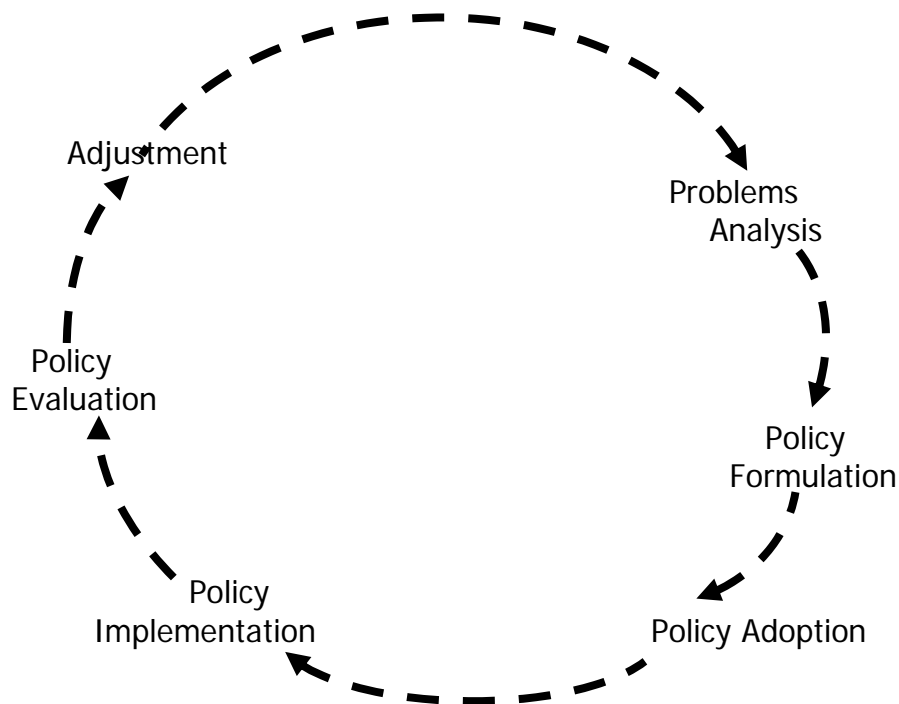 Adjustment
Problems
Analysis
Policy
Formulation
Policy Adoption
Policy
Implementation
Policy
Evaluation